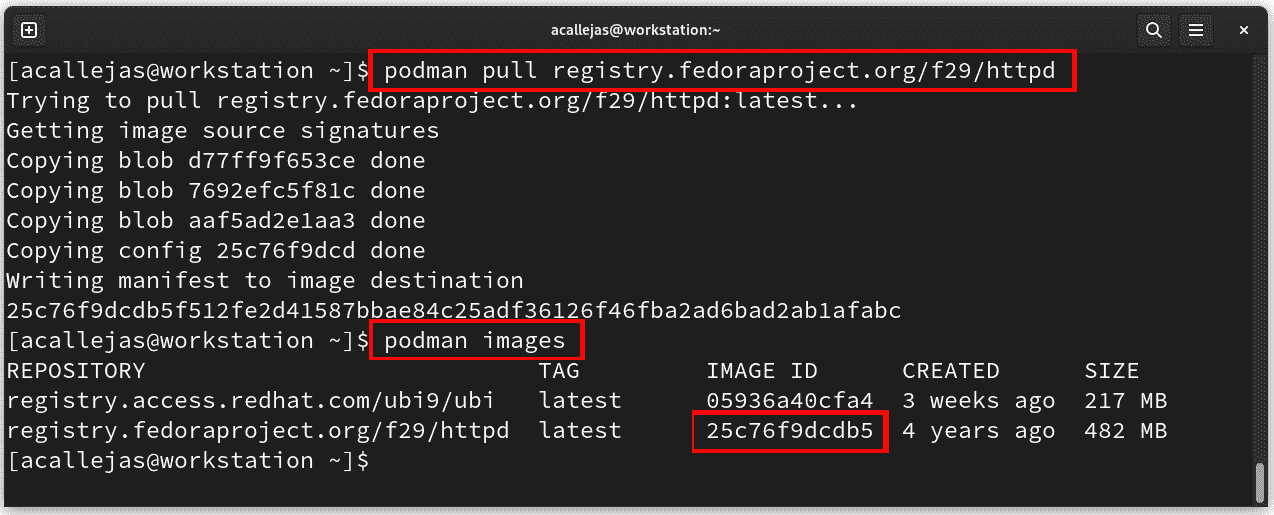 acallejas@workstation:~
[acallejas@workstation ~]$ podman pull registry.fedoraproject.org/f29/httpd
Trying to pull registry.fedoraproject.org/f29/httpd:latest...
Getting image source signatures
Copying blob d77ff9f653ce done
Copying blob 7692efc5f81c done
Copying blob aaf5ad2e1aa3 done
Copying config 25c76f9dcd done
Writing manifest to image destination
25c76f9dcdb5f512fe2d41587bbae84c25adf36126f46fba2ad6bad2ab1afabc
[acallejas@workstation ~]$ podman images
REPOSITORY TAG IMAGE ID CREATED SIZE
registry.access.redhat.com/ubi9/ubi latest 05936a40cfa4 3 weeks ago 217 MB
registry.fedoraproject.org/f29/httpd latest 25c76f9dcdb5 4 years ago 482 MB
[acallejas@workstation ~]$